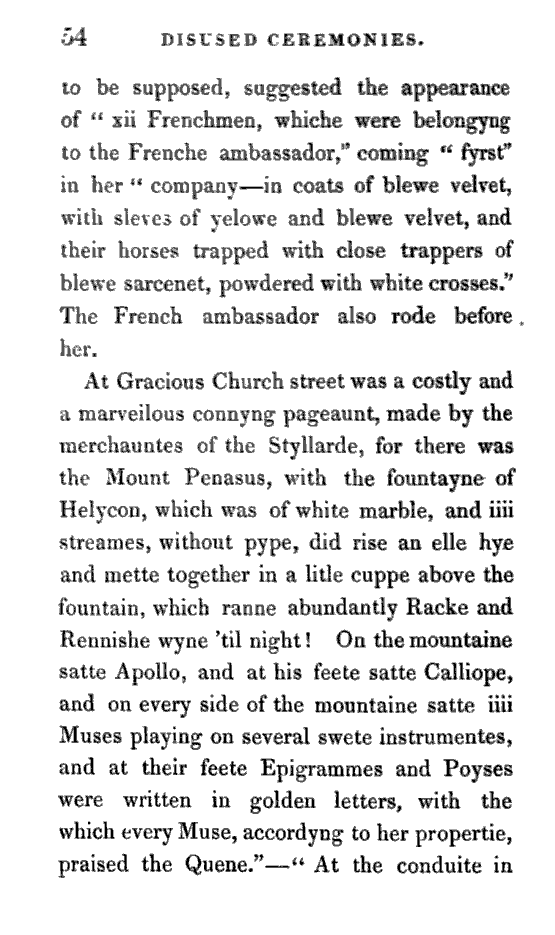 54 DISUSED CEREMONIES.
to be supposed, suggested the appearance
of “ xii Frenchmen, whiche were belongyng
to the Frenche ambassador,” coming “ fyrst”
in her “ company—in coats of blewe velvet,
with sleves of yelowe and blewe velvet, and
their horses trapped with close trappers of
blewe sarcenet, powdered with white crosses.”
The French ambassador also rode before
her.
At Gracious Church street was a costly and
a marveilous connyng pageaunt, made by the
merchauntes of the Styllarde, for there was
the Mount Penasus, with the fountayne of
Helycon, which was of white marble, and iiii
streames, without pype, did rise an elle hye
and mette together in a litle cuppe above the
fountain, which ranne abundantly Racke and
Rennishe wyne ’til night! On the mountaine
satte Apollo, and at his feete satte Calliope,
and on every side of the mountaine satte iiii
Muses playing on several swete instrumentes,
and at their feete Epigrammes and Poyses
were written in golden letters, with the
which every Muse, accordyng to her propertie,
praised the Quene.”—“ At the conduite in